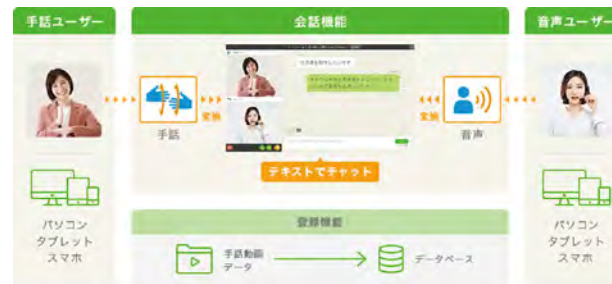 手話ユーザー
会話機能
音声ユーザー
手話
変換
変換
音声
テキストでチャット
パソコン
タブレット
スマホ
登録機能
手話動画
データ
データベース
パソコン
タブレット
スマホ